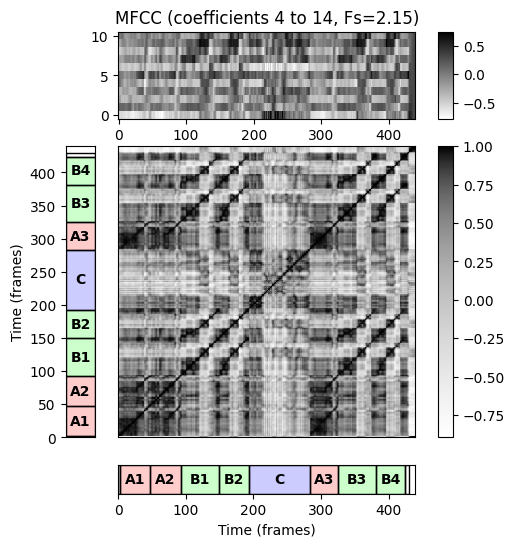 MFCC (coefficients 4 to 14, Fs=2.15)
10
5
0
0 100 200 300 400
0.5
0.0
−0.5
Time (frames)
400
350
300
250
200
150
100
50
0
B4
B3
A3
C
B2
B1
A2
A1
1.00
0.75
0.50
0.25
0.00
−0.25
−0.50
−0.75
A1 A2 B1 B2 C A3 B3 B4
0 100 200 300 400
Time (frames)